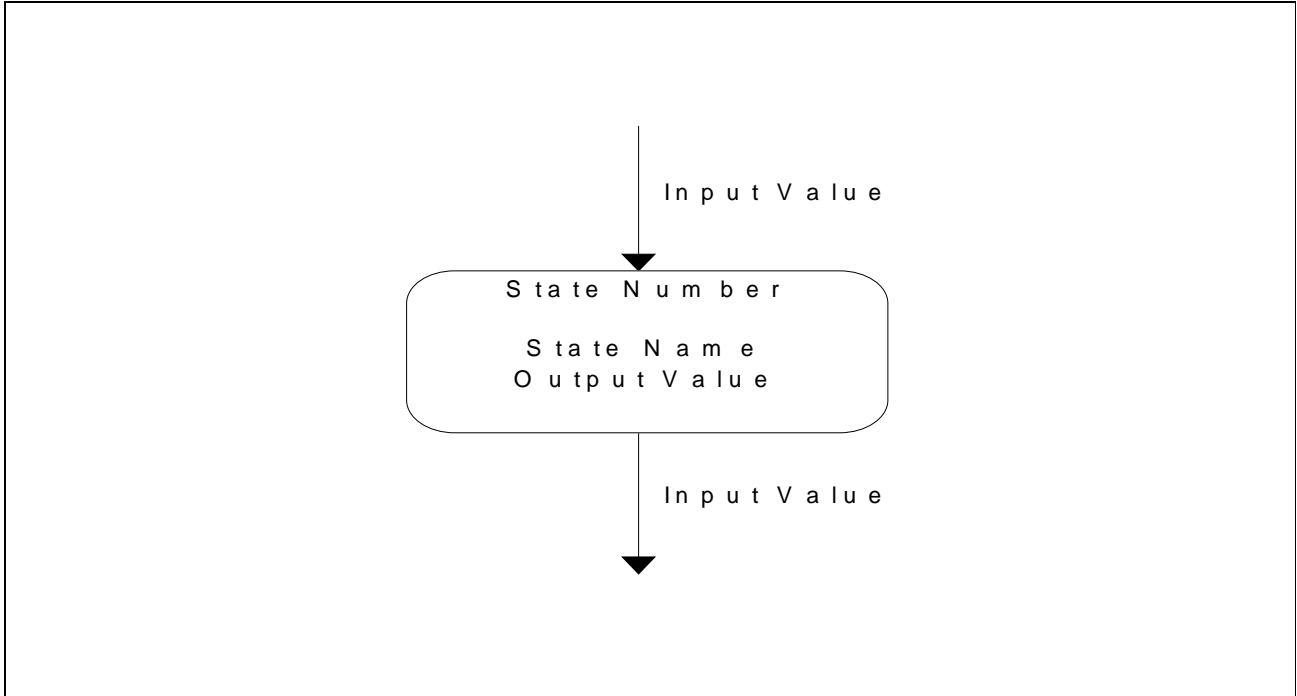 Input Value
State Number
State Name
Output Value
Input Value